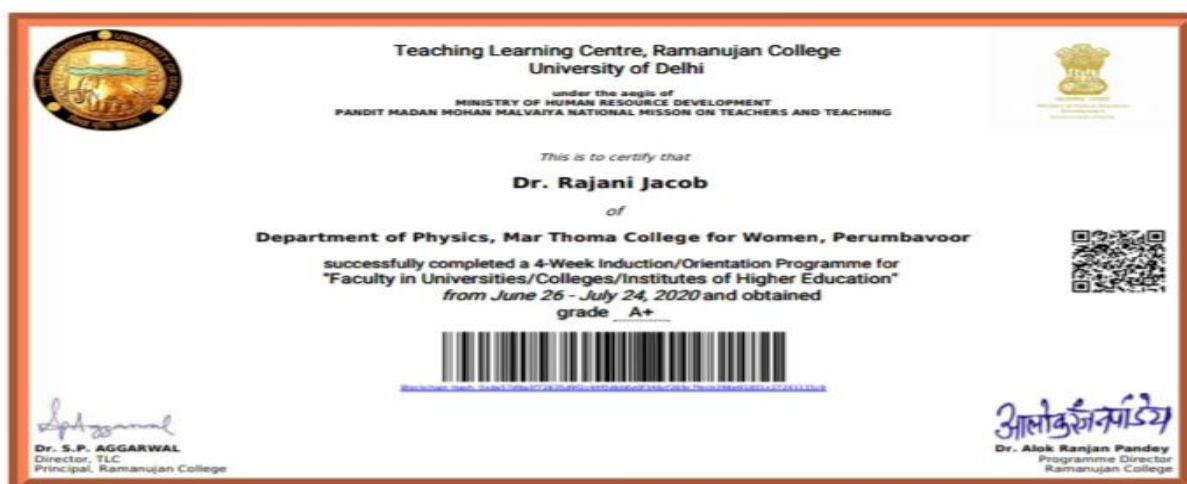 Teaching Learning Centre, Ramanujan College
University of Delhi
under the aegis of
MINISTRY OF HUMAN RESOURCE DEVELOPMENT
PANDIT MADAN MOHAN MALVAIYA NATIONAL MISSON ON TEACHERS AND TEACHING
This is to certify that
Dr. Rajani Jacob
of
Department of Physics, Mar Thoma College for Women, Perumbavoor
successfully completed a 4-Week Induction/Orientation Programme for
"Faculty in Universities/Colleges/Institutes of Higher Education"
from June 26 - July 24, 2020 and obtained
grade A+
SpAggarwal
Dr. S.P. AGGARWAL
Director, TLC
Principal, Ramanujan College
आलोक रंजन पांडेय
Dr. Alok Ranjan Pandey
Programme Director
Ramanujan College